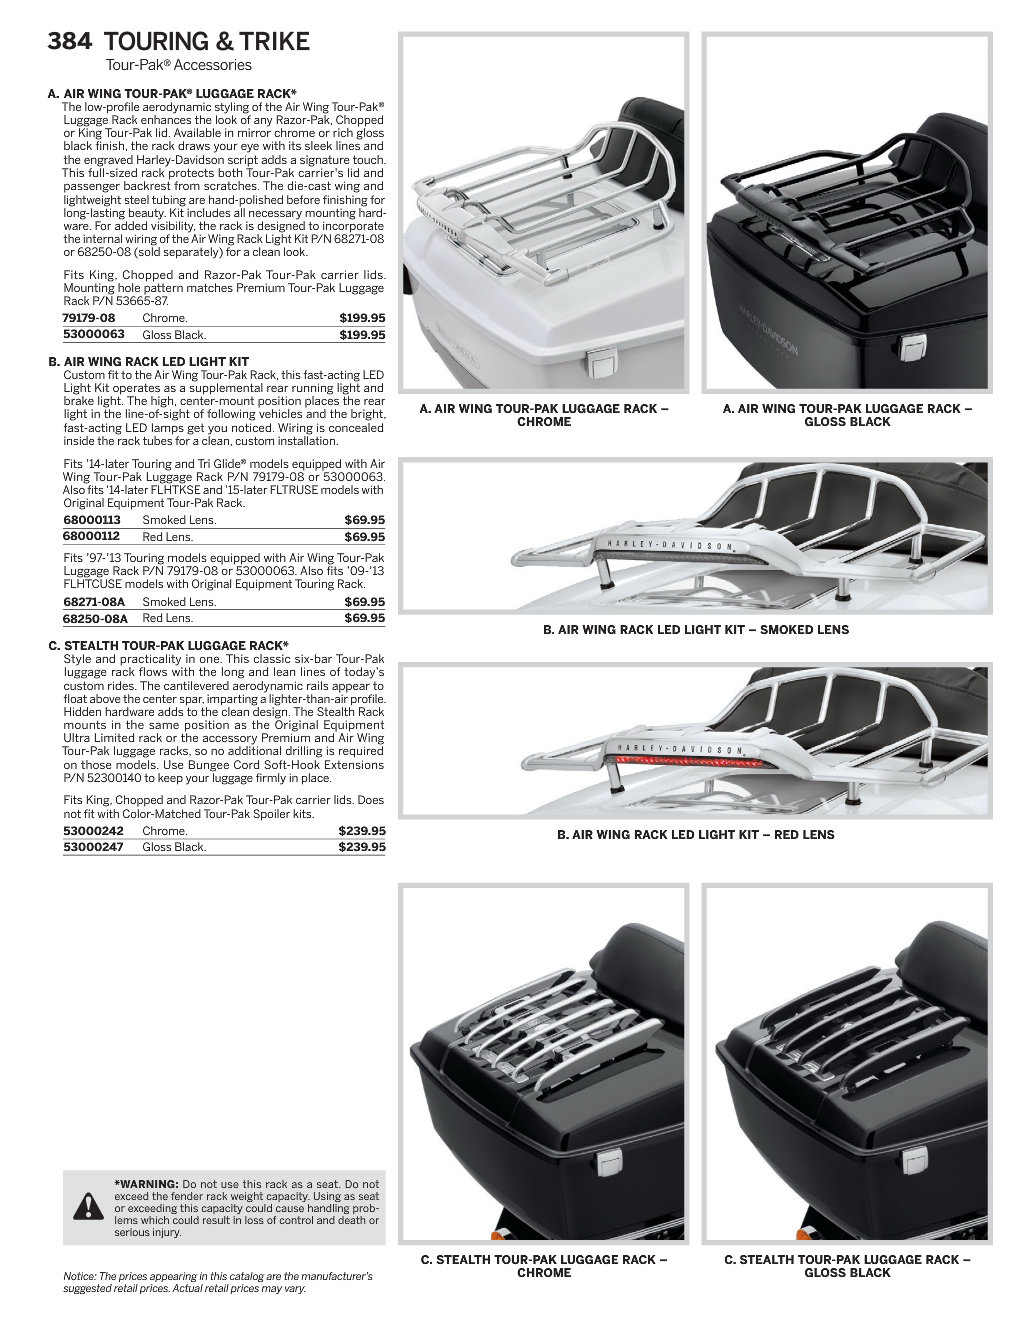 384 TOURING & TRIKE
Tour-Pak® Accessories
A. AIR WING TOUR-PAK® LUGGAGE RACK*
The low-profile aerodynamic styling of the Air Wing Tour-Pak®
Luggage Rack enhances the look of any Razor-Pak, Chopped
or King Tour-Pak lid. Available in mirror chrome or rich gloss
black finish, the rack draws your eye with its sleek lines and
the engraved Harley-Davidson script adds a signature touch.
This full-sized rack protects both Tour-Pak carrier's lid and
passenger backrest from scratches. The die-cast wing and
lightweight steel tubing are hand-polished before finishing for
long-lasting beauty. Kit includes all necessary mounting hard-
ware. For added visibility, the rack is designed to incorporate
the internal wiring of the Air Wing Rack Light Kit P/N 68271-08
or 68250-08 (sold separately) for a clean look.
Fits King, Chopped and Razor-Pak Tour-Pak carrier lids.
Mounting hole pattern matches Premium Tour-Pak Luggage
Rack P/N 53665-87.
79179-08 Chrome. $199.95
53000063 Gloss Black. $199.95
B. AIR WING RACK LED LIGHT KIT
Custom fit to the Air Wing Tour-Pak Rack, this fast-acting LED
Light Kit operates as a supplemental rear running light and
brake light. The high, center-mount position places the rear
light in the line-of-sight of following vehicles and the bright,
fast-acting LED lamps get you noticed. Wiring is concealed
inside the rack tubes for a clean, custom installation.
Fits '14-later Touring and Tri Glide® models equipped with Air
Wing Tour-Pak Luggage Rack P/N 79179-08 or 53000063.
Also fits '14-later FLHTKSE and '15-later FLTRUSE models with
Original Equipment Tour-Pak Rack.
68000113 Smoked Lens. $69.95
68000112 Red Lens. $69.95
Fits '97-'13 Touring models equipped with Air Wing Tour-Pak
Luggage Rack P/N 79179-08 or 53000063. Also fits '09-'13
FLHTCUSE models with Original Equipment Touring Rack.
68271-08A Smoked Lens. $69.95
68250-08A Red Lens. $69.95
C. STEALTH TOUR-PAK LUGGAGE RACK*
Style and practicality in one. This classic six-bar Tour-Pak
luggage rack flows with the long and lean lines of today's
custom rides. The cantilevered aerodynamic rails appear to
float above the center spar, imparting a lighter-than-air profile.
Hidden hardware adds to the clean design. The Stealth Rack
mounts in the same position as the Original Equipment
Ultra Limited rack or the accessory Premium and Air Wing
Tour-Pak luggage racks, so no additional drilling is required
on those models. Use Bungee Cord Soft-Hook Extensions
P/N 52300140 to keep your luggage firmly in place.
Fits King, Chopped and Razor-Pak Tour-Pak carrier lids. Does
not fit with Color-Matched Tour-Pak Spoiler kits.
53000242 Chrome. $239.95
53000247 Gloss Black. $239.95
*WARNING: Do not use this rack as a seat. Do not
exceed the fender rack weight capacity. Using as seat
or exceeding this capacity could cause handling prob-
lems which could result in loss of control and death or
serious injury.
Notice: The prices appearing in this catalog are the manufacturer's
suggested retail prices. Actual retail prices may vary.
HARLEY-DAVIDSON
A. AIR WING TOUR-PAK LUGGAGE RACK –
CHROME
A. AIR WING TOUR-PAK LUGGAGE RACK –
GLOSS BLACK
HARLEY-DAVIDSON
B. AIR WING RACK LED LIGHT KIT – SMOKED LENS
HARLEY-DAVIDSON
B. AIR WING RACK LED LIGHT KIT – RED LENS
C. STEALTH TOUR-PAK LUGGAGE RACK –
CHROME
C. STEALTH TOUR-PAK LUGGAGE RACK –
GLOSS BLACK